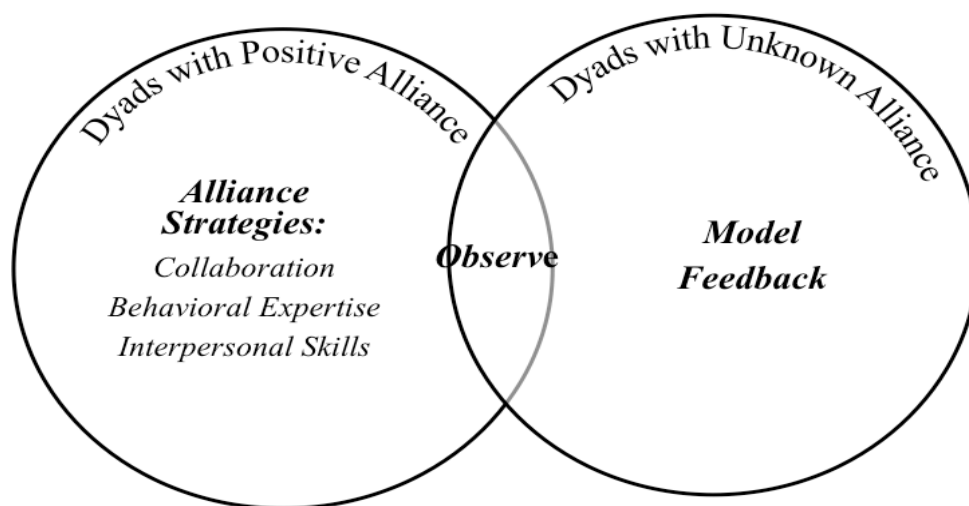 Dyads with Positive Alliance
Dyads with Unknown Alliance
Alliance
Strategies:
Collaboration
Behavioral Expertise
Interpersonal Skills
Observe
Model
Feedback